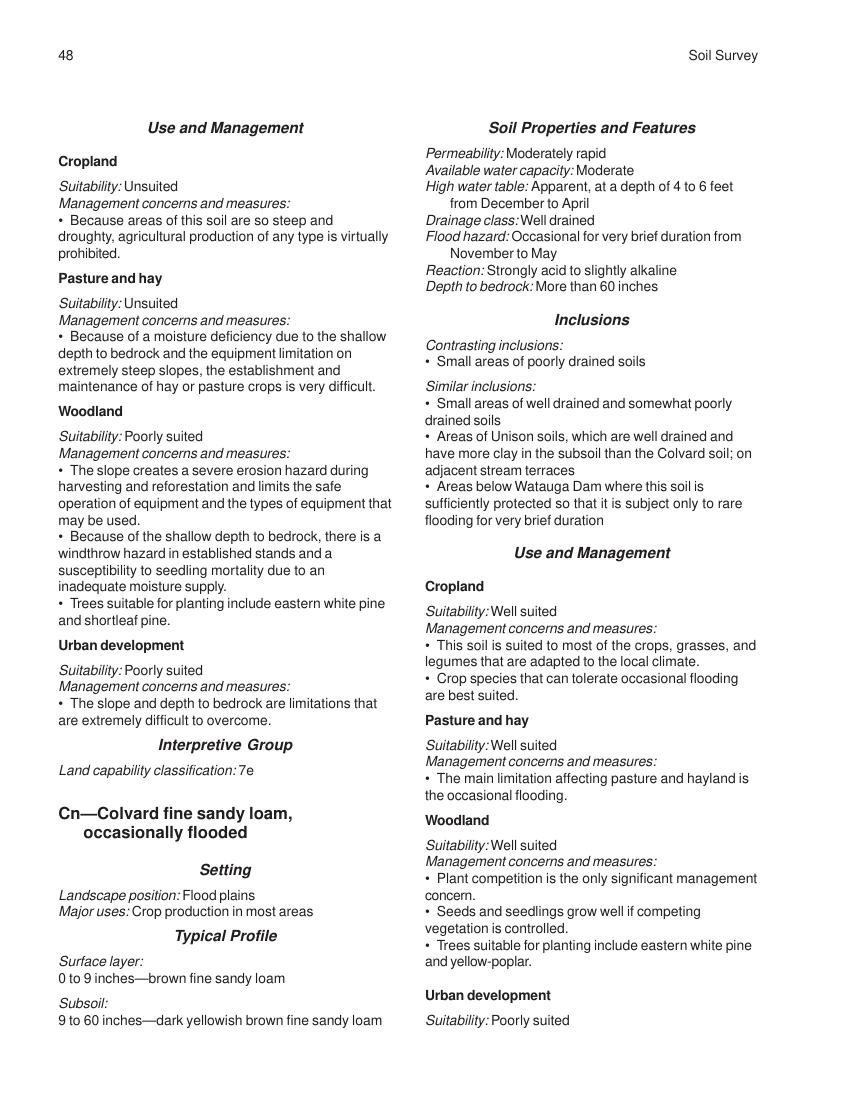 48
Soil Survey
Use and Management
Cropland
Suitability: Unsuited
Management concerns and measures:
• Because areas of this soil are so steep and
droughty, agricultural production of any type is virtually
prohibited.
Pasture and hay
Suitability: Unsuited
Management concerns and measures:
• Because of a moisture deficiency due to the shallow
depth to bedrock and the equipment limitation on
extremely steep slopes, the establishment and
maintenance of hay or pasture crops is very difficult.
Woodland
Suitability: Poorly suited
Management concerns and measures:
• The slope creates a severe erosion hazard during
harvesting and reforestation and limits the safe
operation of equipment and the types of equipment that
may be used.
• Because of the shallow depth to bedrock, there is a
windthrow hazard in established stands and a
susceptibility to seedling mortality due to an
inadequate moisture supply.
• Trees suitable for planting include eastern white pine
and shortleaf pine.
Urban development
Suitability: Poorly suited
Management concerns and measures:
• The slope and depth to bedrock are limitations that
are extremely difficult to overcome.
Interpretive Group
Land capability classification: 7e
Cn—Colvard fine sandy loam,
occasionally flooded
Setting
Landscape position: Flood plains
Major uses: Crop production in most areas
Typical Profile
Surface layer:
0 to 9 inches—brown fine sandy loam
Subsoil:
9 to 60 inches—dark yellowish brown fine sandy loam
Soil Properties and Features
Permeability: Moderately rapid
Available water capacity: Moderate
High water table: Apparent, at a depth of 4 to 6 feet
from December to April
Drainage class: Well drained
Flood hazard: Occasional for very brief duration from
November to May
Reaction: Strongly acid to slightly alkaline
Depth to bedrock: More than 60 inches
Inclusions
Contrasting inclusions:
• Small areas of poorly drained soils
Similar inclusions:
• Small areas of well drained and somewhat poorly
drained soils
• Areas of Unison soils, which are well drained and
have more clay in the subsoil than the Colvard soil; on
adjacent stream terraces
• Areas below Watauga Dam where this soil is
sufficiently protected so that it is subject only to rare
flooding for very brief duration
Use and Management
Cropland
Suitability: Well suited
Management concerns and measures:
• This soil is suited to most of the crops, grasses, and
legumes that are adapted to the local climate.
• Crop species that can tolerate occasional flooding
are best suited.
Pasture and hay
Suitability: Well suited
Management concerns and measures:
• The main limitation affecting pasture and hayland is
the occasional flooding.
Woodland
Suitability: Well suited
Management concerns and measures:
• Plant competition is the only significant management
concern.
• Seeds and seedlings grow well if competing
vegetation is controlled.
• Trees suitable for planting include eastern white pine
and yellow-poplar.
Urban development
Suitability: Poorly suited